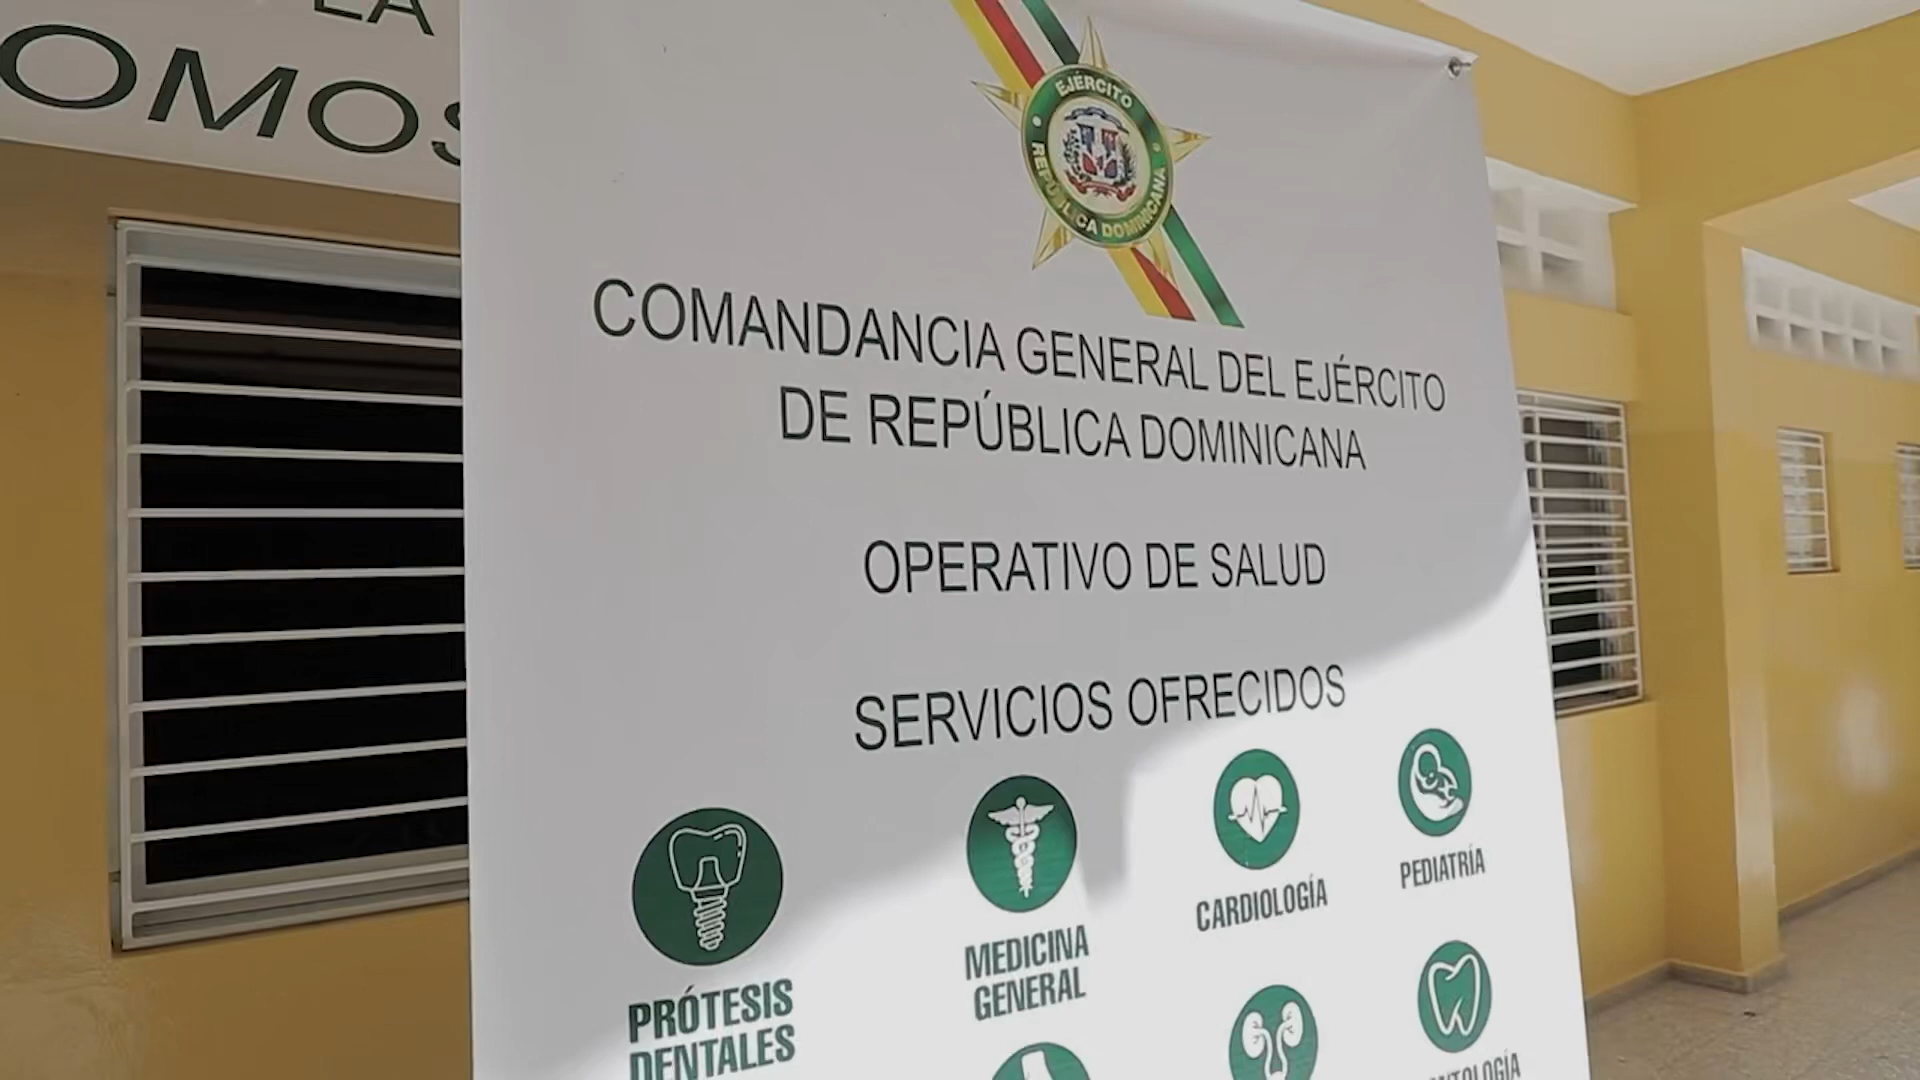 LA
OMOS
EJÉRCITO
REPÚBLICA DOMINICANA
COMANDANCIA GENERAL DEL EJÉRCITO
DE REPÚBLICA DOMINICANA
OPERATIVO DE SALUD
SERVICIOS OFRECIDOS
PRÓTESIS
DENTALES
MEDICINA
GENERAL
CARDIOLOGÍA
PEDIATRÍA